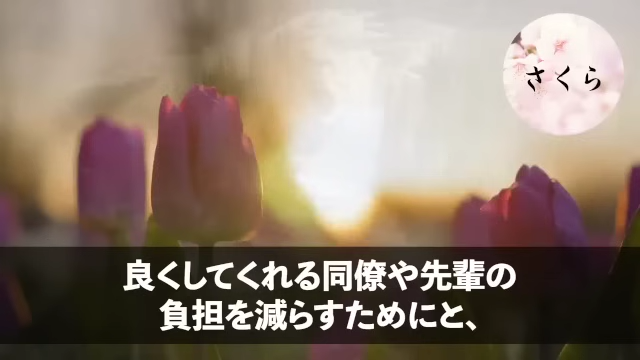 さくら
良くしてくれる同僚や先輩の
負担を減らすためにと、